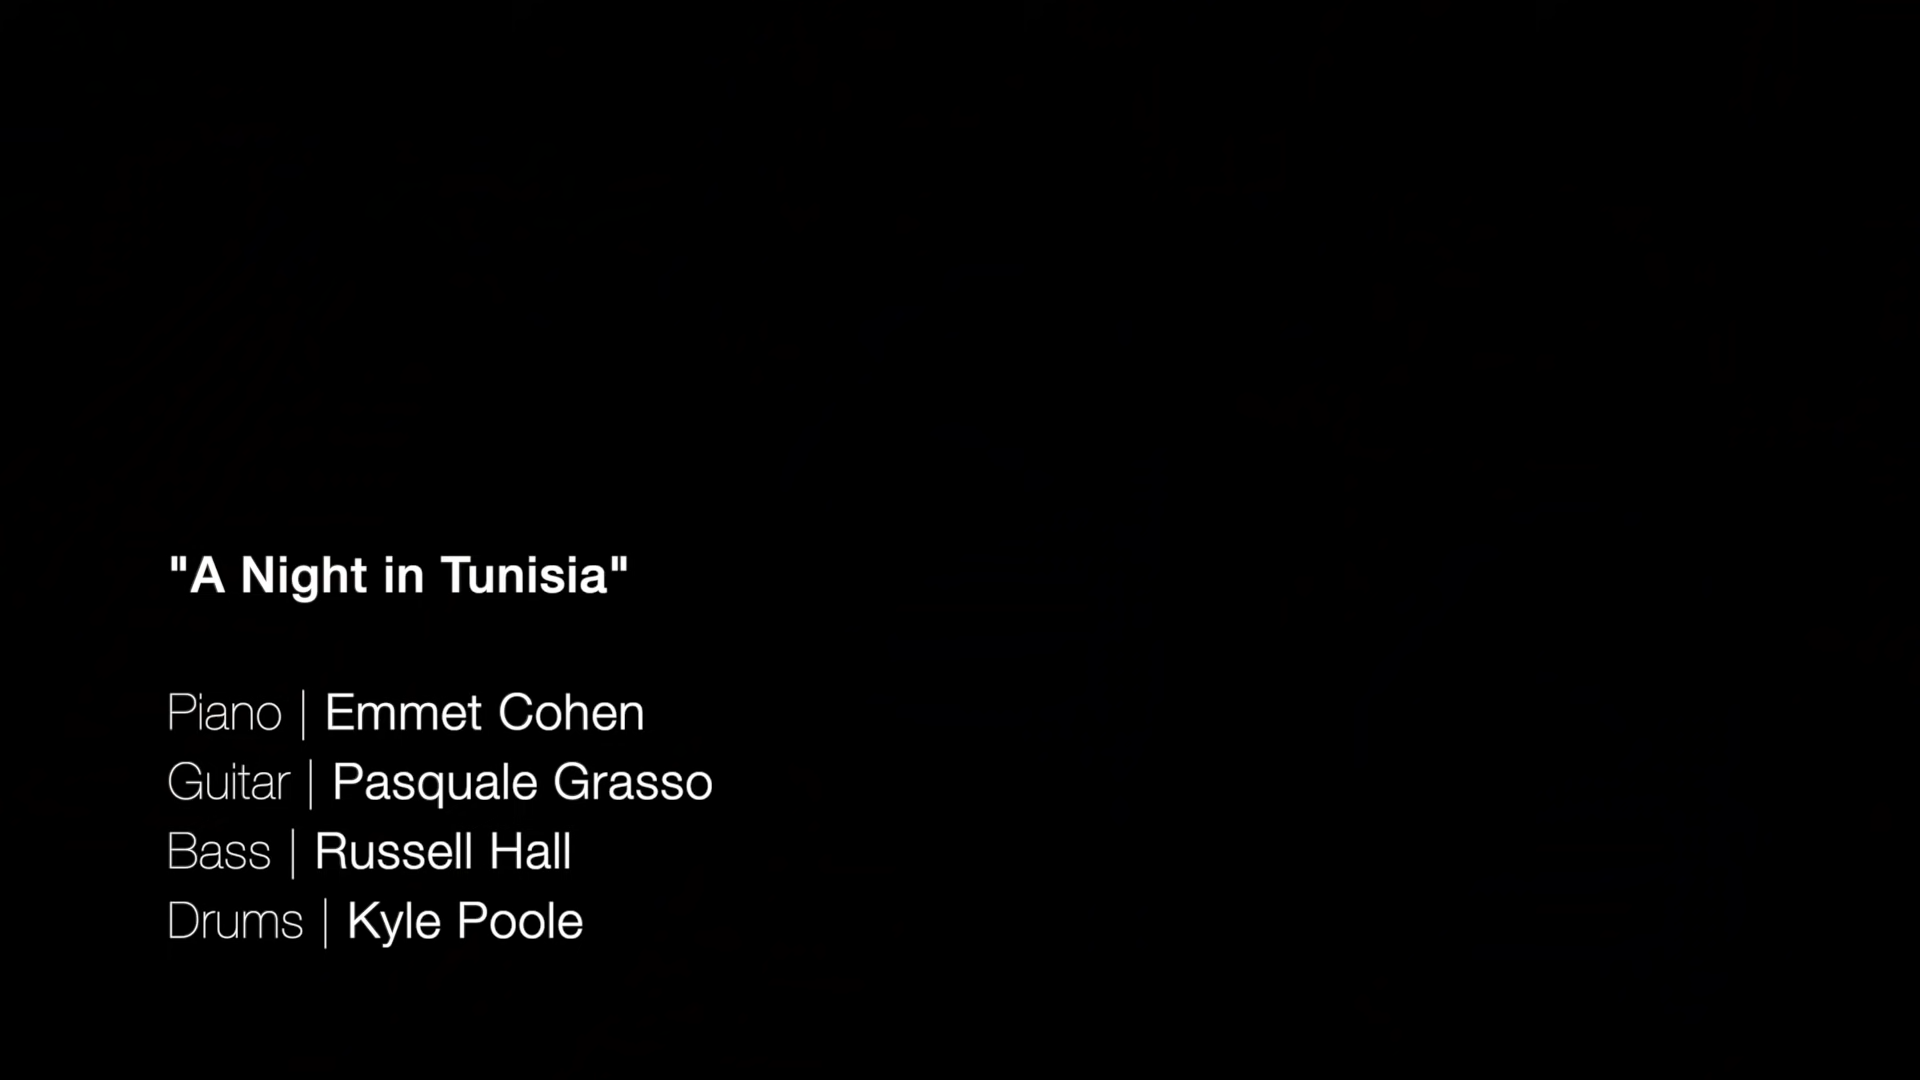 "A Night in Tunisia"
Piano | Emmet Cohen
Guitar | Pasquale Grasso
Bass | Russell Hall
Drums | Kyle Poole